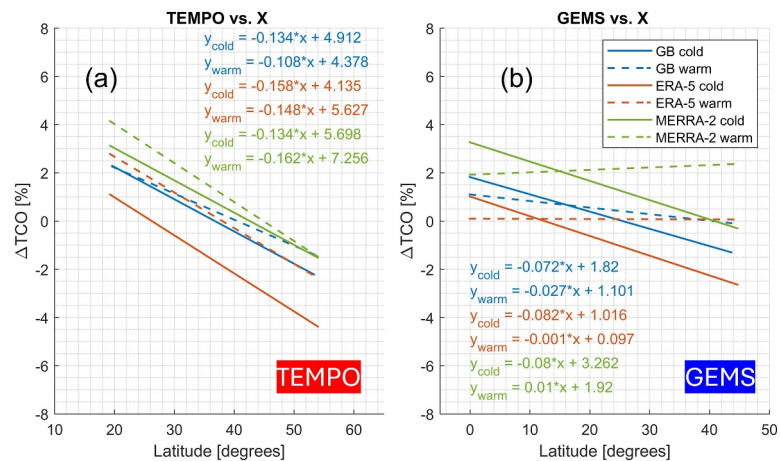 TEMPO vs. X
(a)
y_cold = -0.134*x + 4.912
y_warm = -0.108*x + 4.378
y_cold = -0.158*x + 4.135
y_warm = -0.148*x + 5.627
y_cold = -0.134*x + 5.698
y_warm = -0.162*x + 7.256
TEMPO
8
6
4
2
0
-2
-4
-6
-8
ΔTCO [%]
10 20 30 40 50 60
Latitude [degrees]
GEMS vs. X
(b)
GB cold
GB warm
ERA-5 cold
ERA-5 warm
MERRA-2 cold
MERRA-2 warm
y_cold = -0.072*x + 1.82
y_warm = -0.027*x + 1.101
y_cold = -0.082*x + 1.016
y_warm = -0.001*x + 0.097
y_cold = -0.08*x + 3.262
y_warm = 0.01*x + 1.92
GEMS
8
6
4
2
0
-2
-4
-6
-8
ΔTCO [%]
0 10 20 30 40 50
Latitude [degrees]